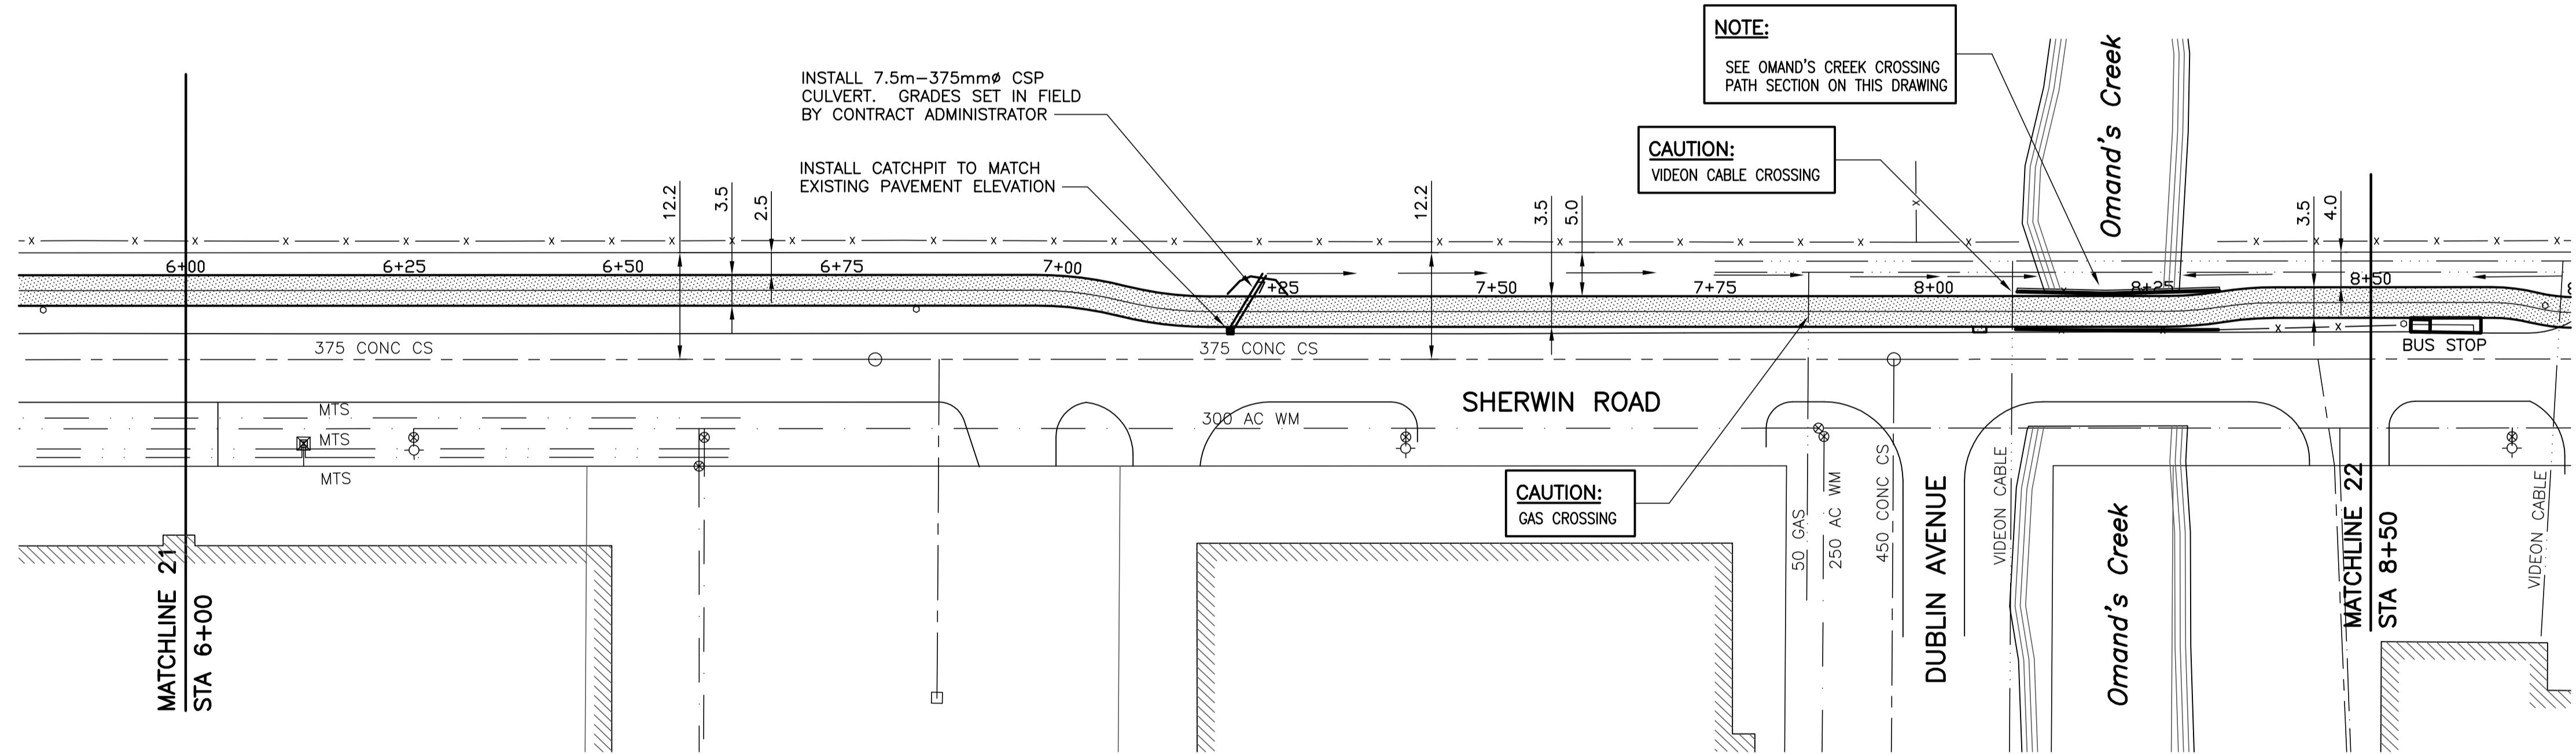 NOTE:
SEE OMAND'S CREEK CROSSING
PATH SECTION ON THIS DRAWING
Omand's Creek
INSTALL 7.5m-375mmø CSP
CULVERT. GRADES SET IN FIELD
BY CONTRACT ADMINISTRATOR
CAUTION:
VIDEON CABLE CROSSING
INSTALL CATCHPIT TO MATCH
EXISTING PAVEMENT ELEVATION
12.2
3.5
2.5
12.2
3.5
5.0
3.5
4.0
6+00
6+25
6+50
6+75
7+00
+25
7+50
7+75
8+00
8+25
8+50
375 CONC CS
375 CONC CS
BUS STOP
SHERWIN ROAD
MTS
MTS
MTS
300 AC WM
CAUTION:
GAS CROSSING
50 GAS
250 AC WM
450 CONC CS
DUBLIN AVENUE
VIDEON CABLE
Omand's Creek
MATCHLINE 22
STA 8+50
VIDEON CABLE
MATCHLINE 21
STA 6+00